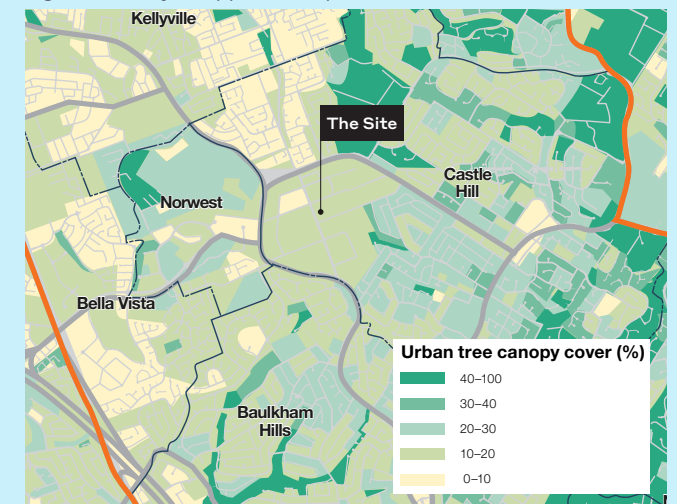 Kellyville
The Site
Castle
Hill
Norwest
Bella Vista
Baulkham
Hills
Urban tree canopy cover (%)
40–100
30–40
20–30
10–20
0–10